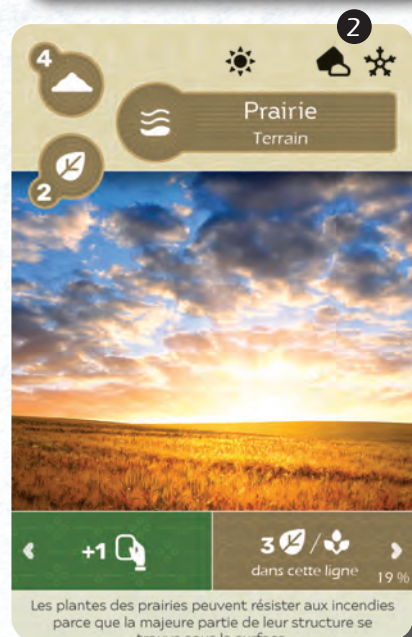 2
4
Prairie
Terrain
2
+1
3 /
dans cette ligne
19 %
Les plantes des prairies peuvent résister aux incendies
parce que la majeure partie de leur structure se